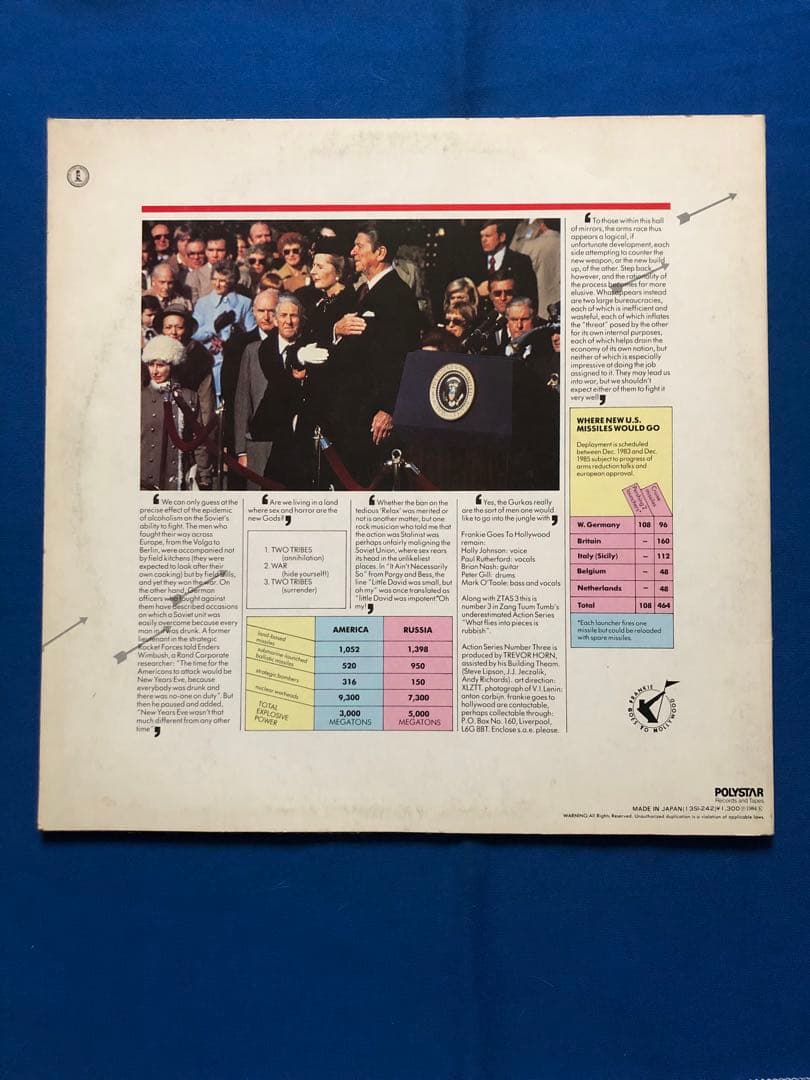 ❛We can only guess at the
precise effect of the epidemic
of alcoholism on the Soviet's
ability to fight. The men who
fought their way across
Europe, from the Volga to
Berlin, were accompanied not
by field kitchens (they were
expected to look after their
own cooking) but by field stills,
and yet they won the war. On
the other hand, German
officers who fought against
them have described occasions
on which a Soviet unit was
easily overcome because every
man in it was drunk. A former
lieutenant in the strategic
Rocket Forces told Enders
Wimbush, a Rand Corporate
researcher: "The time for the
Americans to attack would be
New Years Eve, because
everybody was drunk and
there was no-one on duty". But
then he paused and added,
"New Years Eve wasn't that
much different from any other
time"❜
❛Are we living in a land
where sex and horror are the
new Gods?❜
1. TWO TRIBES
(annihilation)
2. WAR
(hide yourself!)
3. TWO TRIBES
(surrender)
❛Whether the ban on the
tedious 'Relax' was merited or
not is another matter, but one
rock musician who told me that
the action was Stalinist was
perhaps unfairly maligning the
Soviet Union, where sex rears
its head in the unlikeliest
places. In "It Ain't Necessarily
So" from Porgy and Bess, the
line "Little David was small, but
oh my" was once translated as
"little David was impotent"Oh
my!❜
AMERICA RUSSIA
land-based
missiles 1,052 1,398
submarine-launched
ballistic missiles 520 950
strategic bombers 316 150
nuclear warheads 9,300 7,300
TOTAL
EXPLOSIVE
POWER 3,000
MEGATONS 5,000
MEGATONS
❛Yes, the Gurkas really
are the sort of men one would
like to go into the jungle with❜
Frankie Goes To Hollywood
remain:
Holly Johnson: voice
Paul Rutherford: vocals
Brian Nash: guitar
Peter Gill: drums
Mark O'Toole: bass and vocals
Along with ZTAS 3 this is
number 3 in Zang Tuum Tumb's
underestimated Action Series
"What flies into pieces is
rubbish".
Action Series Number Three is
produced by TREVOR HORN,
assisted by his Building Theam.
(Steve Lipson, J.J. Jeczalik,
Andy Richards). art direction:
XLZTT. photograph of V.I. Lenin:
anton corbijn. frankie goes to
hollywood are contactable,
perhaps collectable through:
P.O. Box No. 160, Liverpool,
L69 8BT. Enclose s.a.e. please.
❛To those within this hall
of mirrors, the arms race thus
appears a logical, if
unfortunate development, each
side attempting to counter the
new weapon, or the new build
up, of the other. Step back
however, and the rationality of
the process becomes far more
elusive. What appears instead
are two large bureaucracies,
each of which is inefficient and
wasteful, each of which inflates
the "threat" posed by the other
for its own internal purposes,
each of which helps drain the
economy of its own nation, but
neither of which is especially
impressive at doing the job
assigned to it. They may lead us
into war, but we shouldn't
expect either of them to fight it
very well❜
WHERE NEW U.S.
MISSILES WOULD GO
Deployment is scheduled
between Dec. 1983 and Dec.
1985 subject to progress of
arms reduction talks and
european approval.
Pershing 2
launchers* Cruise
missiles
W. Germany 108 96
Britain – 160
Italy (Sicily) – 112
Belgium – 48
Netherlands – 48
Total 108 464
*Each launcher fires one
missile but could be reloaded
with spare missiles.
FRANKIE GOES TO HOLLYWOOD
POLYSTAR
Records and Tapes
MADE IN JAPAN (13SI-242) ¥1,300 ℗1984 ⓔ
WARNING: All Rights Reserved. Unauthorized duplication is a violation of applicable laws.